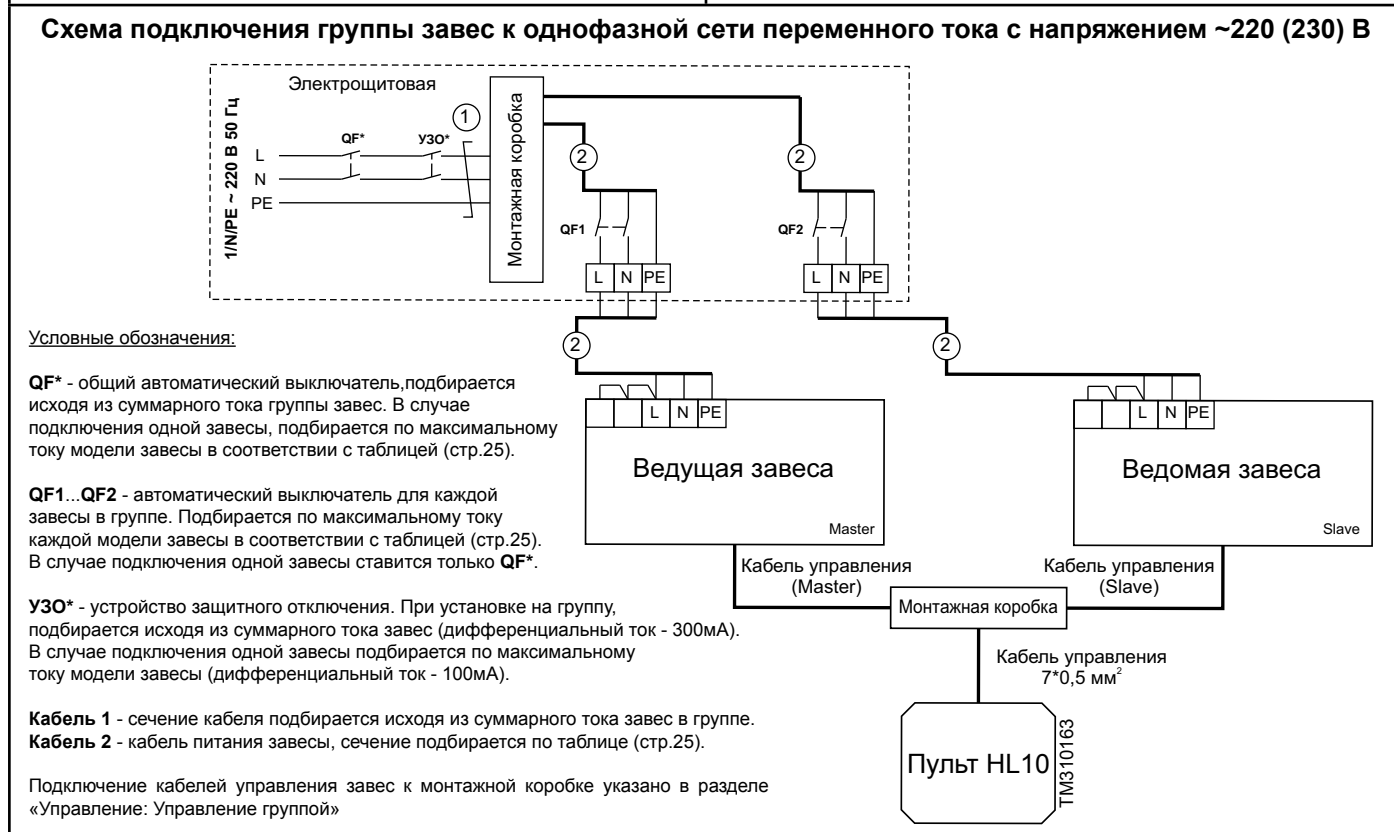 Схема подключения группы завес к однофазной сети переменного тока с напряжением ~220 (230) В
Электрощитовая
1/N/PE ~ 220 В 50 Гц
L
N
PE
QF*
УЗО*
1
Монтажная коробка
2
2
QF1
QF2
L N PE
L N PE
2
2
L N PE
L N PE
Ведущая завеса
Master
Ведомая завеса
Slave
Условные обозначения:
QF* - общий автоматический выключатель,подбирается
исходя из суммарного тока группы завес. В случае
подключения одной завесы, подбирается по максимальному
току модели завесы в соответствии с таблицей (стр.25).
QF1...QF2 - автоматический выключатель для каждой
завесы в группе. Подбирается по максимальному току
каждой модели завесы в соответствии с таблицей (стр.25).
В случае подключения одной завесы ставится только QF*.
УЗО* - устройство защитного отключения. При установке на группу,
подбирается исходя из суммарного тока завес (дифференциальный ток - 300мА).
В случае подключения одной завесы подбирается по максимальному
току модели завесы (дифференциальный ток - 100мА).
Кабель 1 - сечение кабеля подбирается исходя из суммарного тока завес в группе.
Кабель 2 - кабель питания завесы, сечение подбирается по таблице (стр.25).
Подключение кабелей управления завес к монтажной коробке указано в разделе
«Управление: Управление группой»
Кабель управления
(Master)
Кабель управления
(Slave)
Монтажная коробка
Кабель управления
7*0,5 мм²
Пульт HL10
TM310163